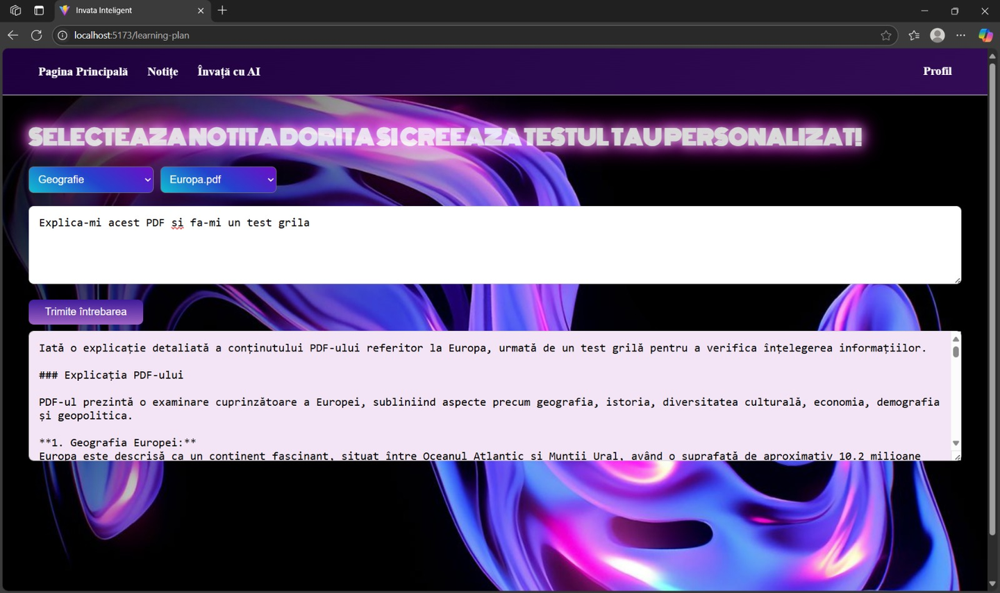 Invata Inteligent
localhost:5173/learning-plan
Pagina Principală Notițe Învață cu AI Profil
SELECTEAZA NOTITA DORITA SI CREEAZA TESTUL TAU PERSONALIZAT!
Geografie Europa.pdf
Explica-mi acest PDF si fa-mi un test grila
Trimite întrebarea
Iată o explicație detaliată a conținutului PDF-ului referitor la Europa, urmată de un test grilă pentru a verifica înțelegerea informațiilor.
### Explicația PDF-ului
PDF-ul prezintă o examinare cuprinzătoare a Europei, subliniind aspecte precum geografia, istoria, diversitatea culturală, economia, demografia
și geopolitica.
**1. Geografia Europei:**
Europa este descrisă ca un continent fascinant, situat între Oceanul Atlantic și Munții Ural, având o suprafață de aproximativ 10,2 milioane